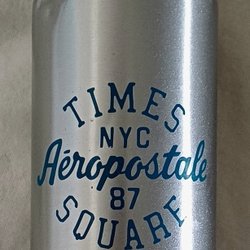 TIMES
NYC
Aéropostale
87
SQUARE